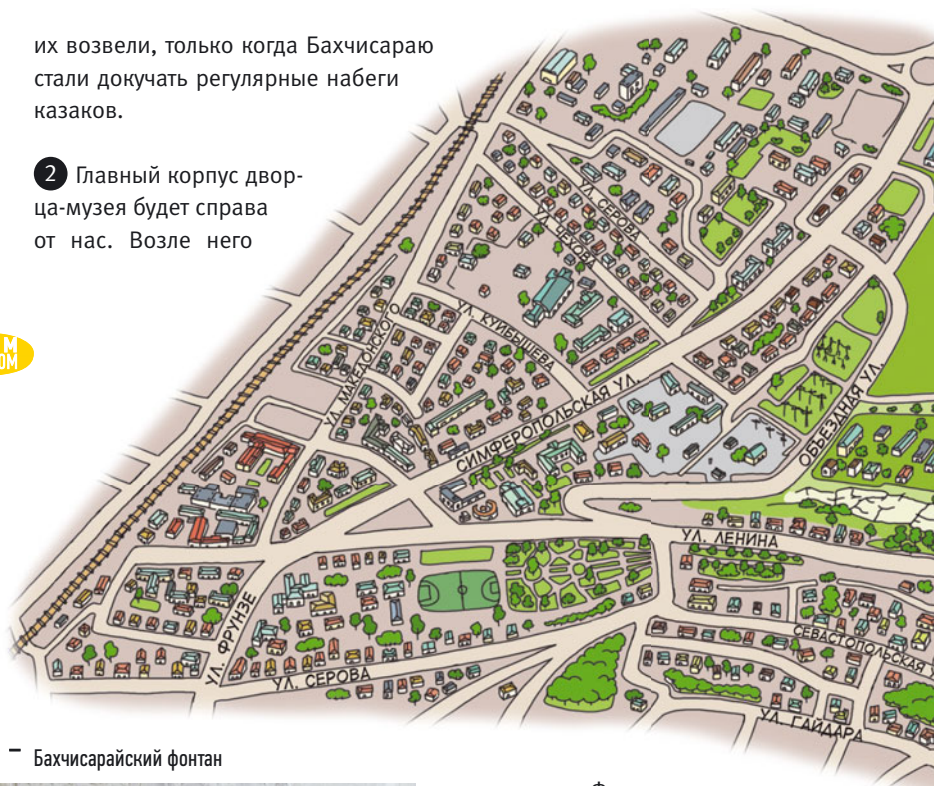 их возвели, только когда Бахчисараю
стали докучать регулярные набеги
казаков.
2 Главный корпус двор-
ца-музея будет справа
от нас. Возле него
УЛ. СЕРОВА
УЛ. КУЙБЫШЕВА
УЛ. МАКЕДОНСКОГО
СИМФЕРОПОЛЬСКАЯ УЛ.
ОБЪЕЗДНАЯ УЛ.
УЛ. ЛЕНИНА
УЛ. ФРУНЗЕ
СЕВАСТОПОЛЬСКАЯ
УЛ. СЕРОВА
УЛ. ГАЙДАРА
Бахчисарайский фонтан